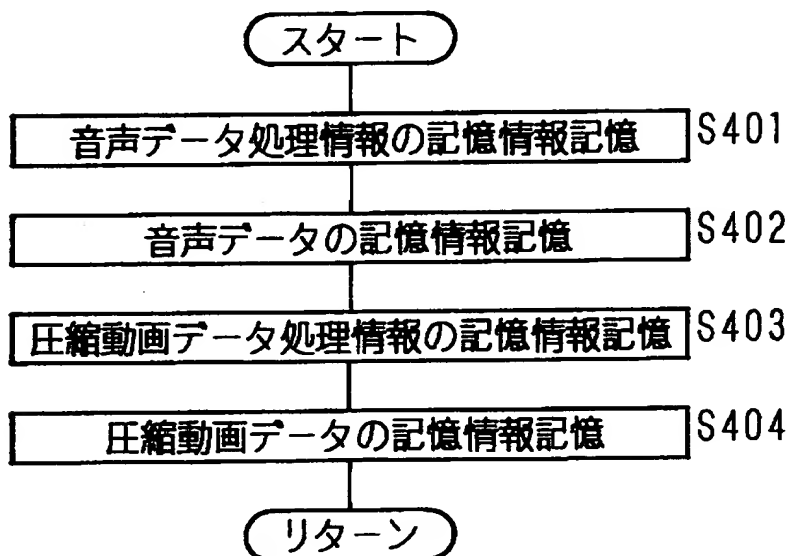 スタート
音声データ処理情報の記憶情報記憶 S401
音声データの記憶情報記憶 S402
圧縮動画データ処理情報の記憶情報記憶 S403
圧縮動画データの記憶情報記憶 S404
リターン